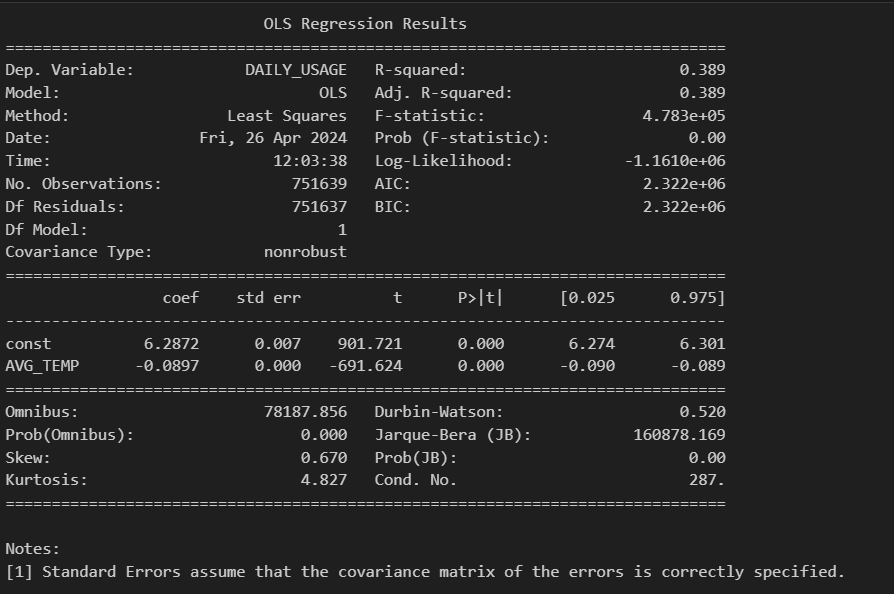 OLS Regression Results
==============================================================================
Dep. Variable:            DAILY_USAGE   R-squared:                       0.389
Model:                            OLS   Adj. R-squared:                  0.389
Method:                 Least Squares   F-statistic:                 4.783e+05
Date:                Fri, 26 Apr 2024   Prob (F-statistic):               0.00
Time:                        12:03:38   Log-Likelihood:            -1.1610e+06
No. Observations:              751639   AIC:                         2.322e+06
Df Residuals:                  751637   BIC:                         2.322e+06
Df Model:                           1
Covariance Type:            nonrobust
==============================================================================
                 coef    std err          t      P>|t|      [0.025      0.975]
------------------------------------------------------------------------------
const          6.2872      0.007    901.721      0.000       6.274       6.301
AVG_TEMP      -0.0897      0.000   -691.624      0.000      -0.090      -0.089
==============================================================================
Omnibus:                    78187.856   Durbin-Watson:                   0.520
Prob(Omnibus):                  0.000   Jarque-Bera (JB):           160878.169
Skew:                           0.670   Prob(JB):                         0.00
Kurtosis:                       4.827   Cond. No.                         287.
==============================================================================
Notes:
[1] Standard Errors assume that the covariance matrix of the errors is correctly specified.